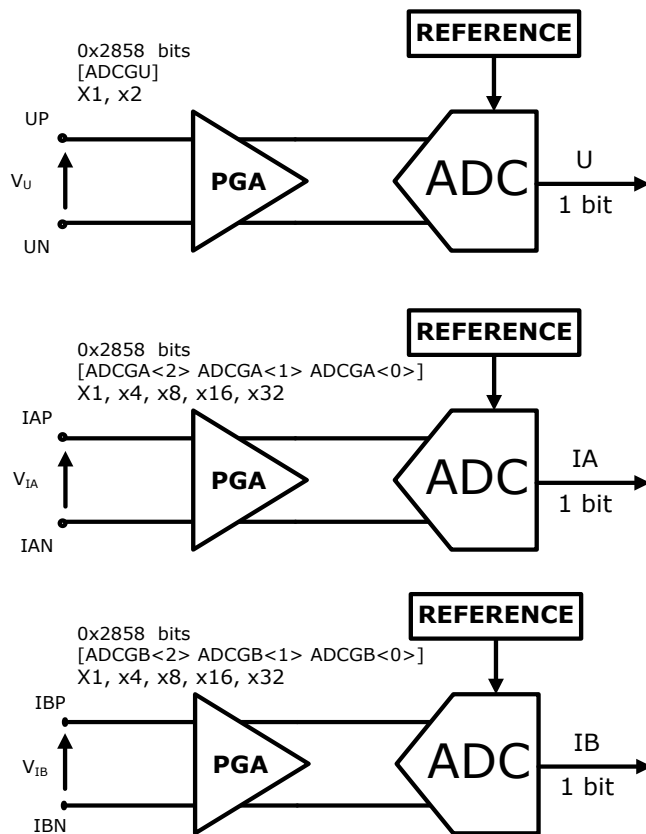 REFERENCE
0x2858 bits
[ADCGU]
X1, x2
UP
VU
UN
PGA
ADC
U
1 bit
REFERENCE
0x2858 bits
[ADCGA<2> ADCGA<1> ADCGA<0>]
X1, x4, x8, x16, x32
IAP
VIA
IAN
PGA
ADC
IA
1 bit
REFERENCE
0x2858 bits
[ADCGB<2> ADCGB<1> ADCGB<0>]
X1, x4, x8, x16, x32
IBP
VIB
IBN
PGA
ADC
IB
1 bit